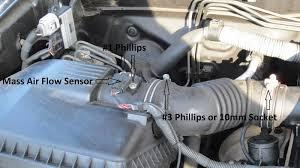 #1 Phillips
Mass Air Flow Sensor
#3 Phillips or 10mm Socket